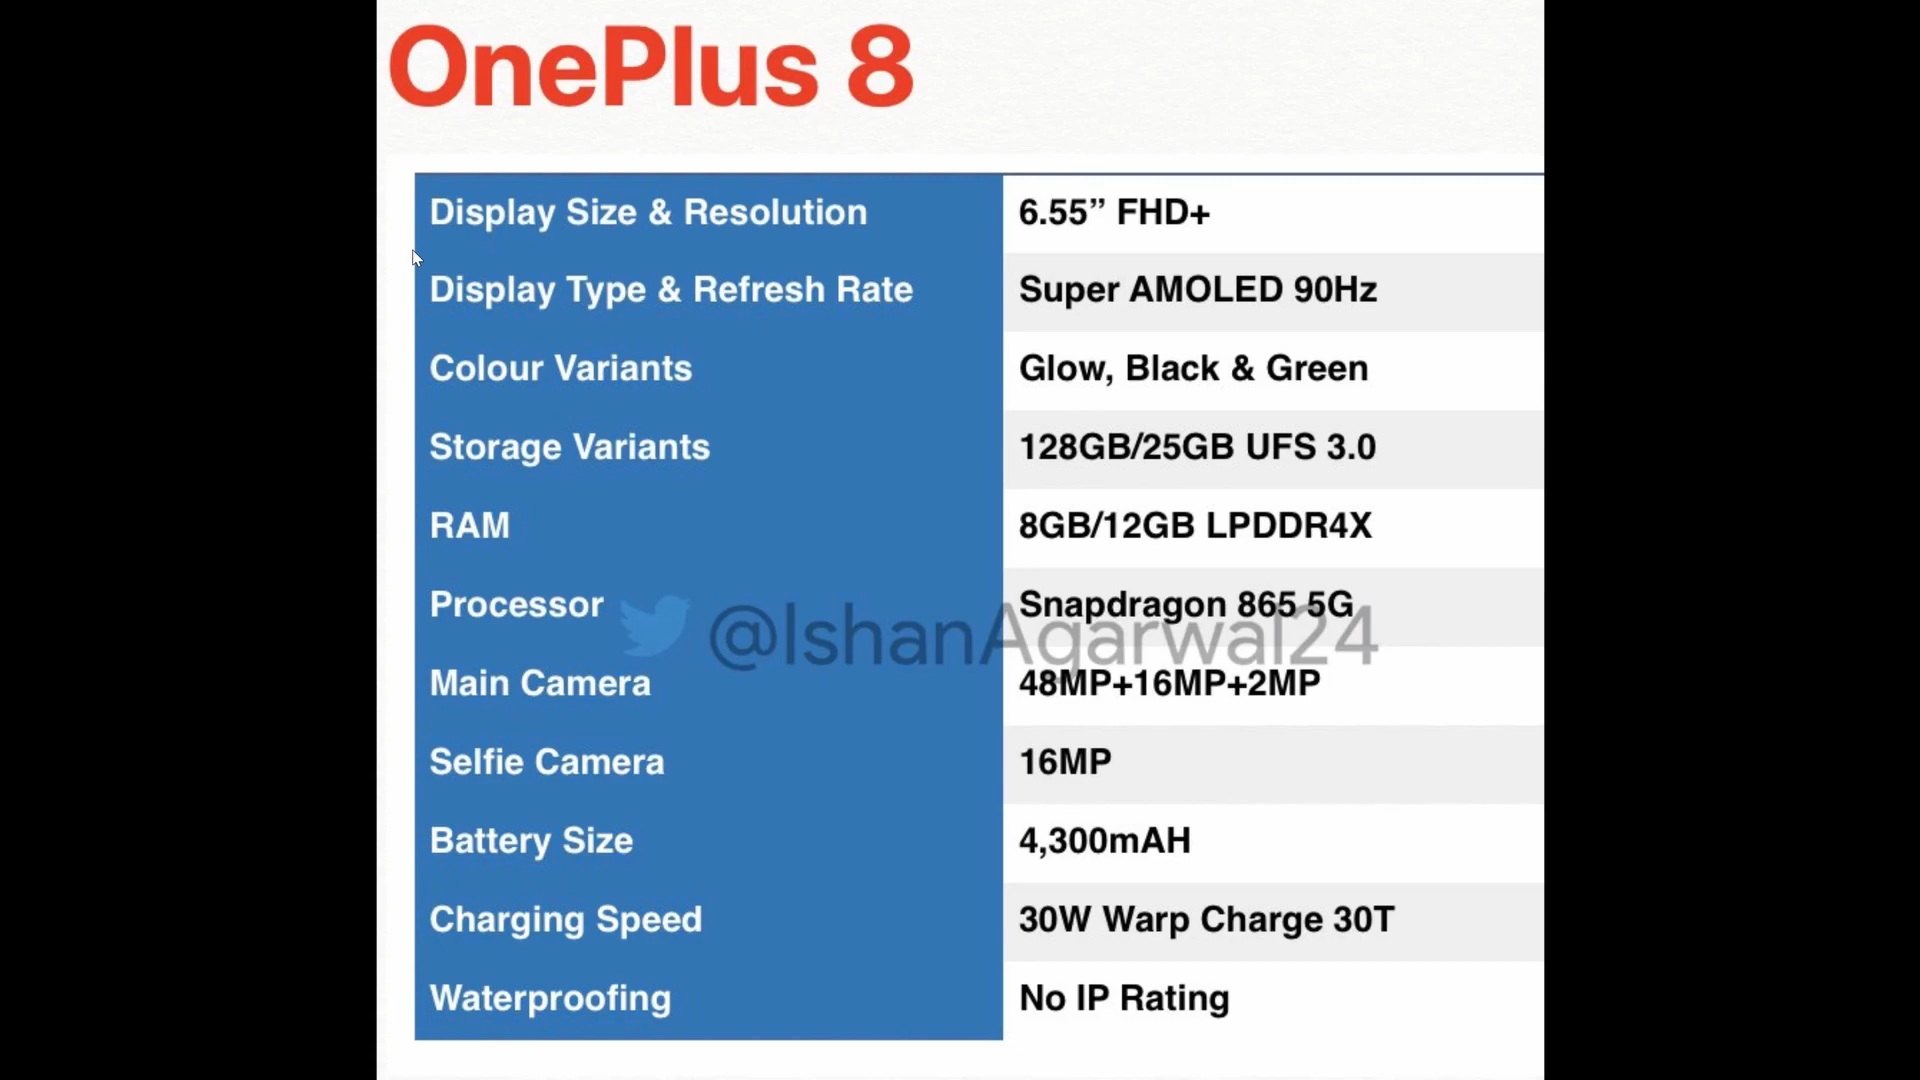 OnePlus 8
Display Size & Resolution 6.55” FHD+
Display Type & Refresh Rate Super AMOLED 90Hz
Colour Variants Glow, Black & Green
Storage Variants 128GB/25GB UFS 3.0
RAM 8GB/12GB LPDDR4X
Processor Snapdragon 865 5G
@IshanAgarwal24
Main Camera 48MP+16MP+2MP
Selfie Camera 16MP
Battery Size 4,300mAH
Charging Speed 30W Warp Charge 30T
Waterproofing No IP Rating